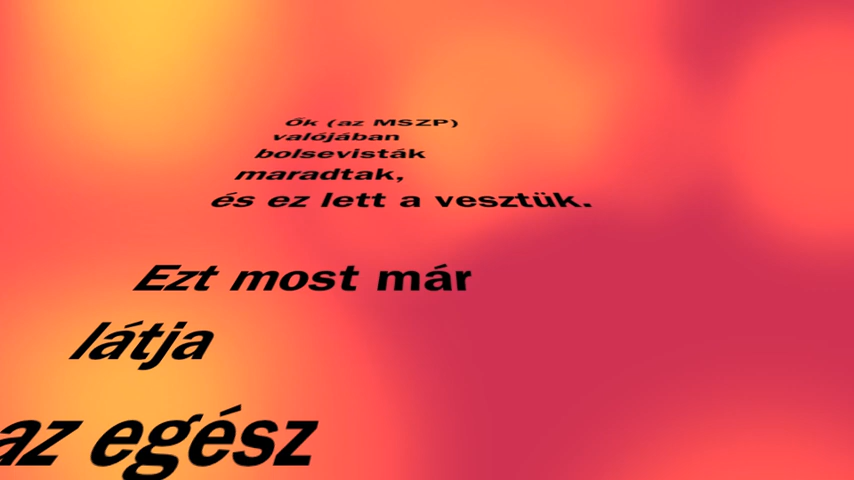 Ők (az MSZP)
valójában
bolsevisták
maradtak,
és ez lett a vesztük.
Ezt most már
látja
az egész